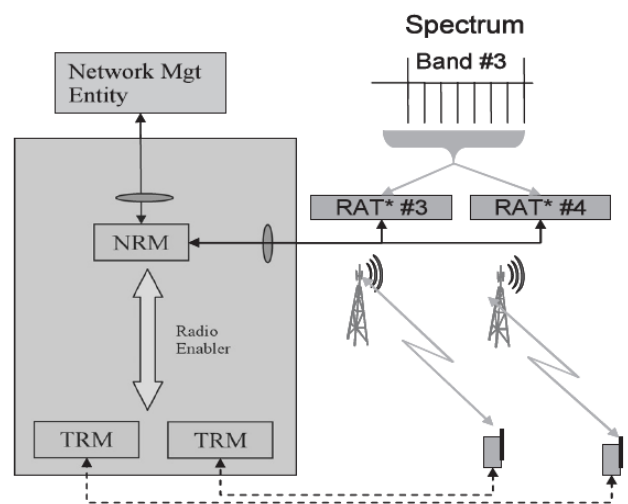 Spectrum
Band #3
Network Mgt
Entity
RAT* #3
RAT* #4
NRM
Radio
Enabler
TRM
TRM